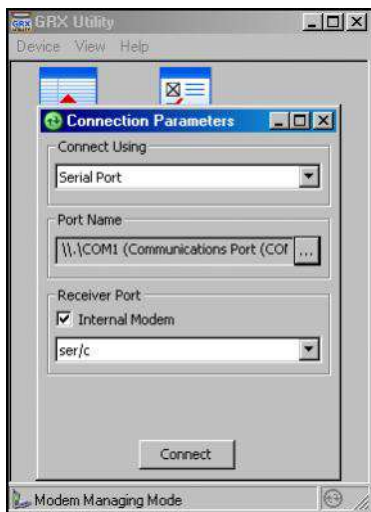 GRX Utility
Device View Help
Connection Parameters
Connect Using
Serial Port
Port Name
\\.\COM1 (Communications Port (COM
...
Receiver Port
Internal Modem
ser/c
Connect
Modem Managing Mode